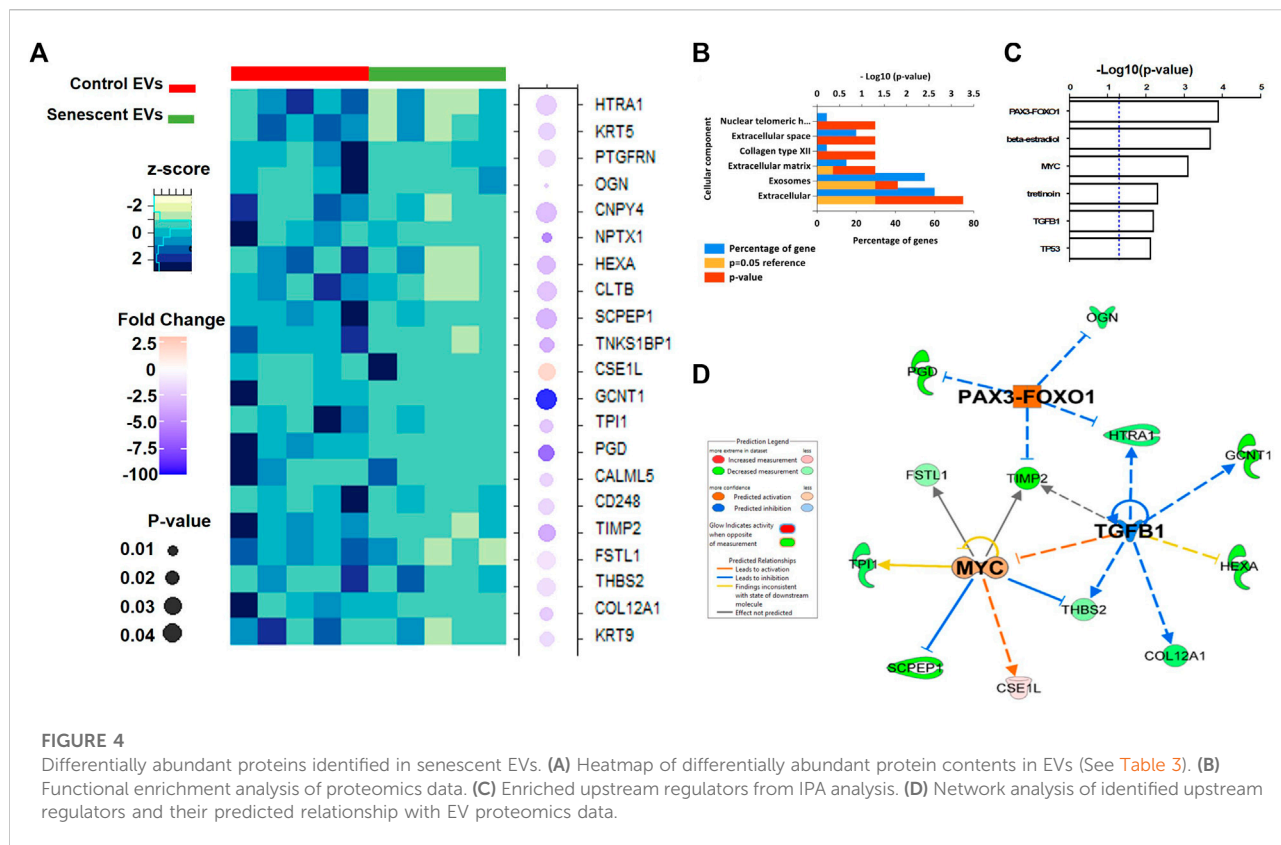 A
Control EVs
Senescent EVs
z-score
-2
0
2
Fold Change
2.5
0
-2.5
-5.0
-7.5
-100
P-value
0.01
0.02
0.03
0.04
HTRA1
KRT5
PTGFRN
OGN
CNPY4
NPTX1
HEXA
CLTB
SCPEP1
TNKS1BP1
CSE1L
GCNT1
TPI1
PGD
CALML5
CD248
TIMP2
FSTL1
THBS2
COL12A1
KRT9
B
- Log10 (p-value)
0 0.5 1 1.5 2 2.5 3 3.5
Cellular component
Nuclear telomeric h...
Extracellular space
Collagen type XII
Extracellular matrix
Exosomes
Extracellular
0 20 40 60 80
Percentage of genes
Percentage of gene
p=0.05 reference
p-value
C
-Log10(p-value)
0 1 2 3 4 5
PAX3-FOXO1
beta-estradiol
MYC
tretinoin
TGFB1
TP53
D
Prediction Legend
more extreme in dataset less
Increased measurement
Decreased measurement
more confidence less
Predicted activation
Predicted inhibition
Glow Indicates activity
when opposite
of measurement
Predicted Relationships
Leads to activation
Leads to inhibition
Findings inconsistent
with state of downstream
molecule
Effect not predicted
OGN
PGD
PAX3-FOXO1
HTRA1
GCNT1
FSTL1
TIMP2
TGFB1
TPI1
MYC
HEXA
THBS2
SCPEP1
COL12A1
CSE1L
FIGURE 4
Differentially abundant proteins identified in senescent EVs. (A) Heatmap of differentially abundant protein contents in EVs (See Table 3). (B)
Functional enrichment analysis of proteomics data. (C) Enriched upstream regulators from IPA analysis. (D) Network analysis of identified upstream
regulators and their predicted relationship with EV proteomics data.